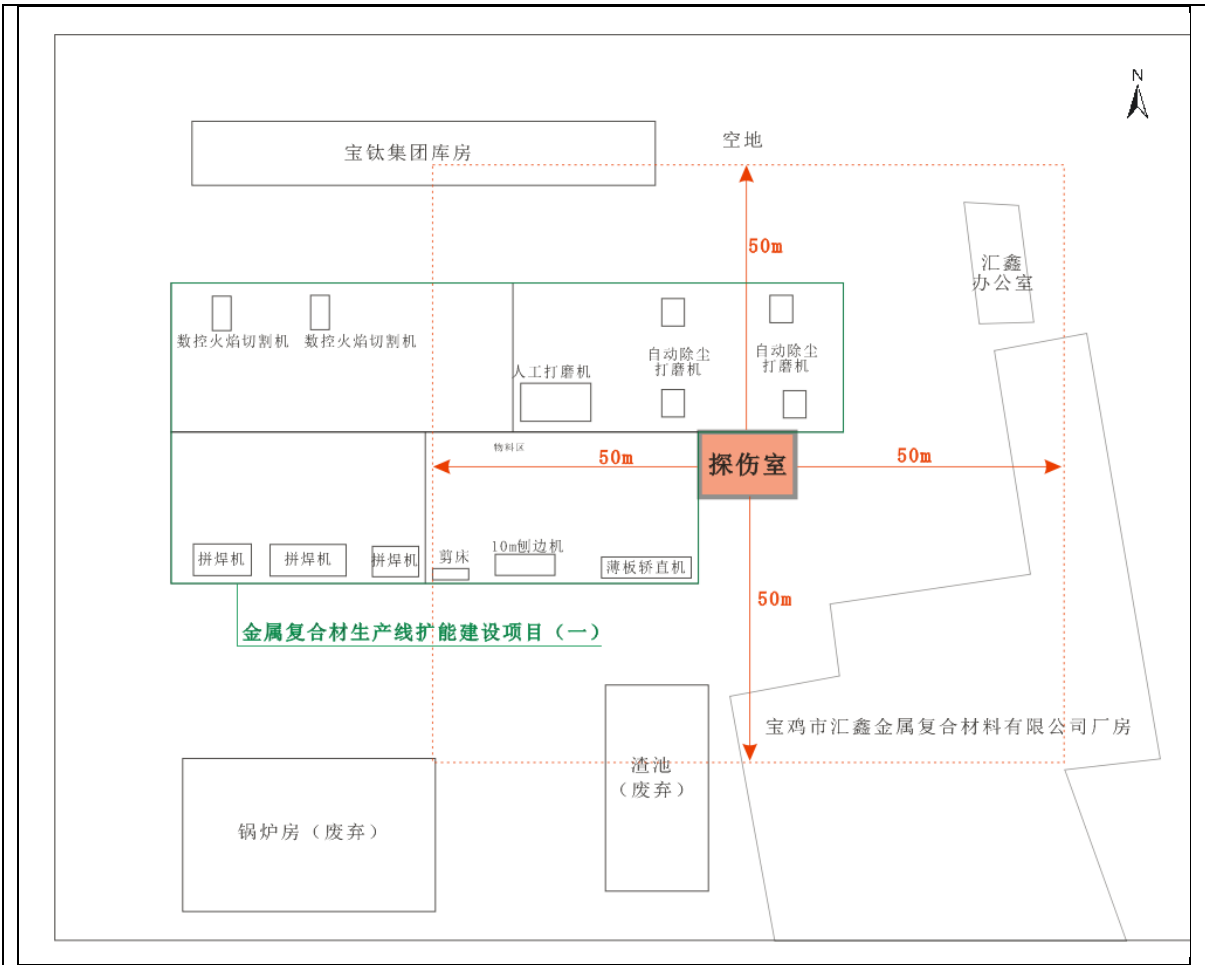 N
空地
宝钛集团库房
50m
汇鑫
办公室
数控火焰切割机
数控火焰切割机
自动除尘
打磨机
自动除尘
打磨机
人工打磨机
物料区
50m
探伤室
50m
拼焊机
拼焊机
拼焊机
剪床
10m刨边机
薄板轿直机
50m
金属复合材生产线扩能建设项目（一）
宝鸡市汇鑫金属复合材料有限公司厂房
渣池
（废弃）
锅炉房（废弃）